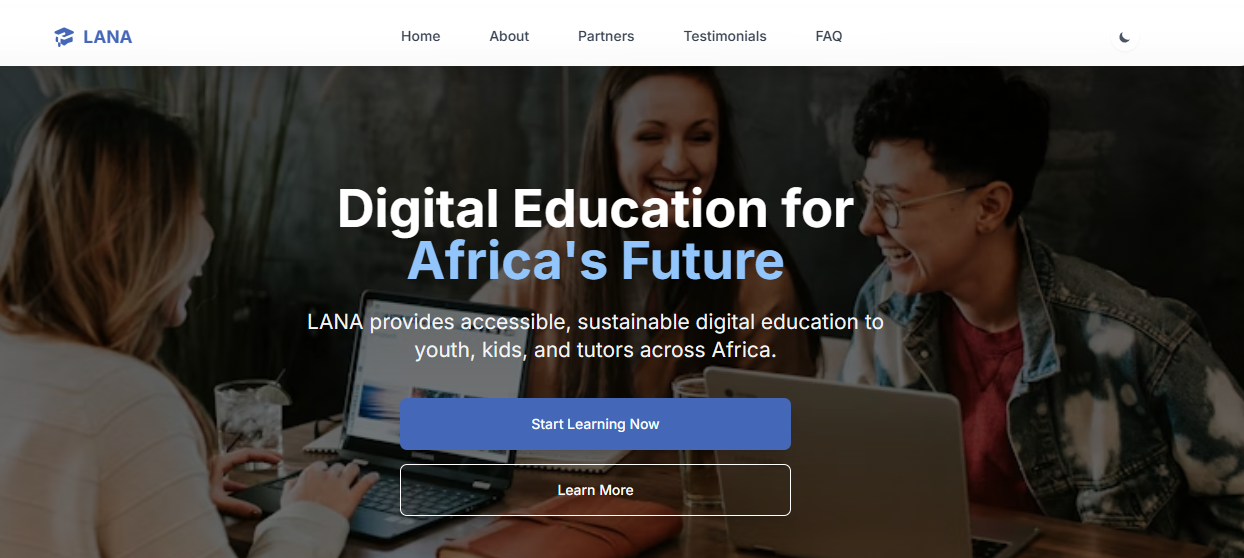 LANA
Home
About
Partners
Testimonials
FAQ
Digital Education for
Africa's Future
LANA provides accessible, sustainable digital education to
youth, kids, and tutors across Africa.
Start Learning Now
Learn More